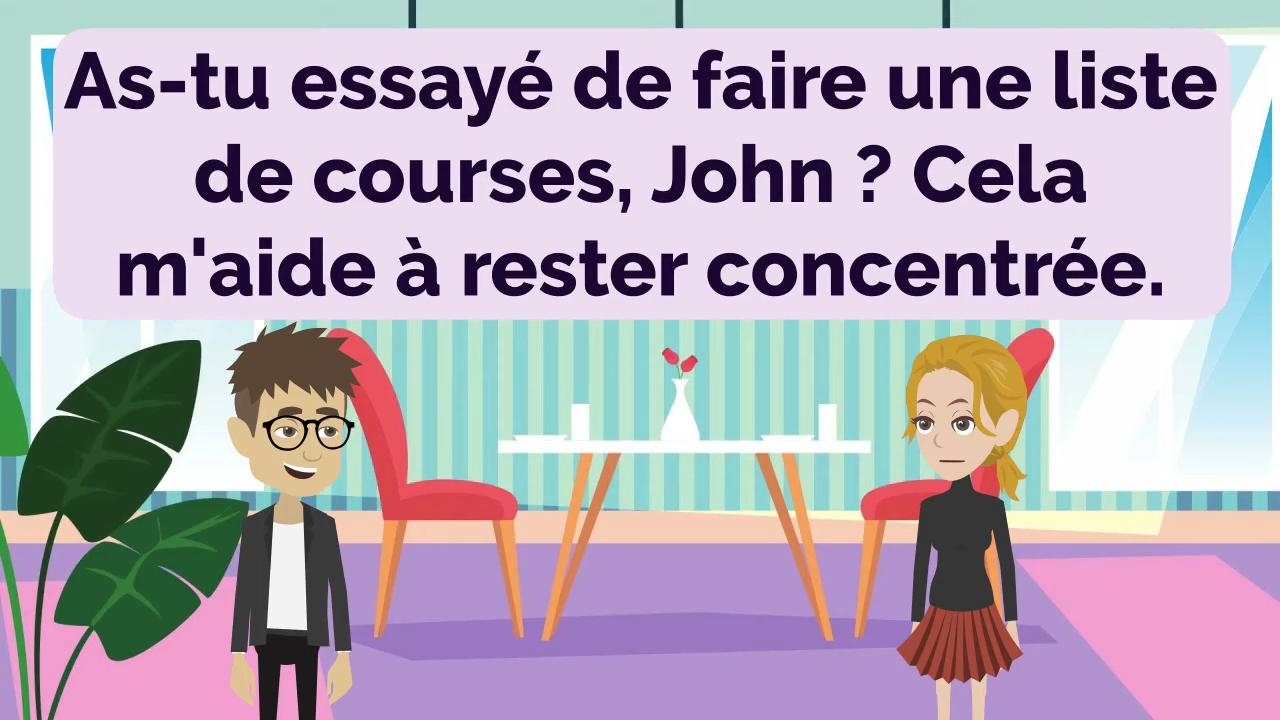 As-tu essayé de faire une liste
de courses, John ? Cela
m'aide à rester concentrée.